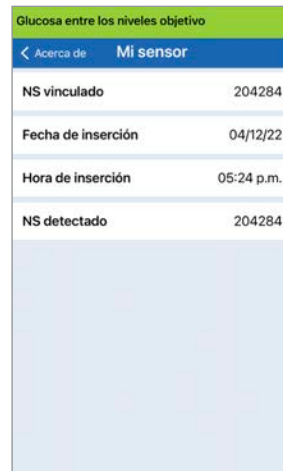 Glucosa entre los niveles objetivo
Acerca de Mi sensor
NS vinculado 204284
Fecha de inserción 04/12/22
Hora de inserción 05:24 p.m.
NS detectado 204284